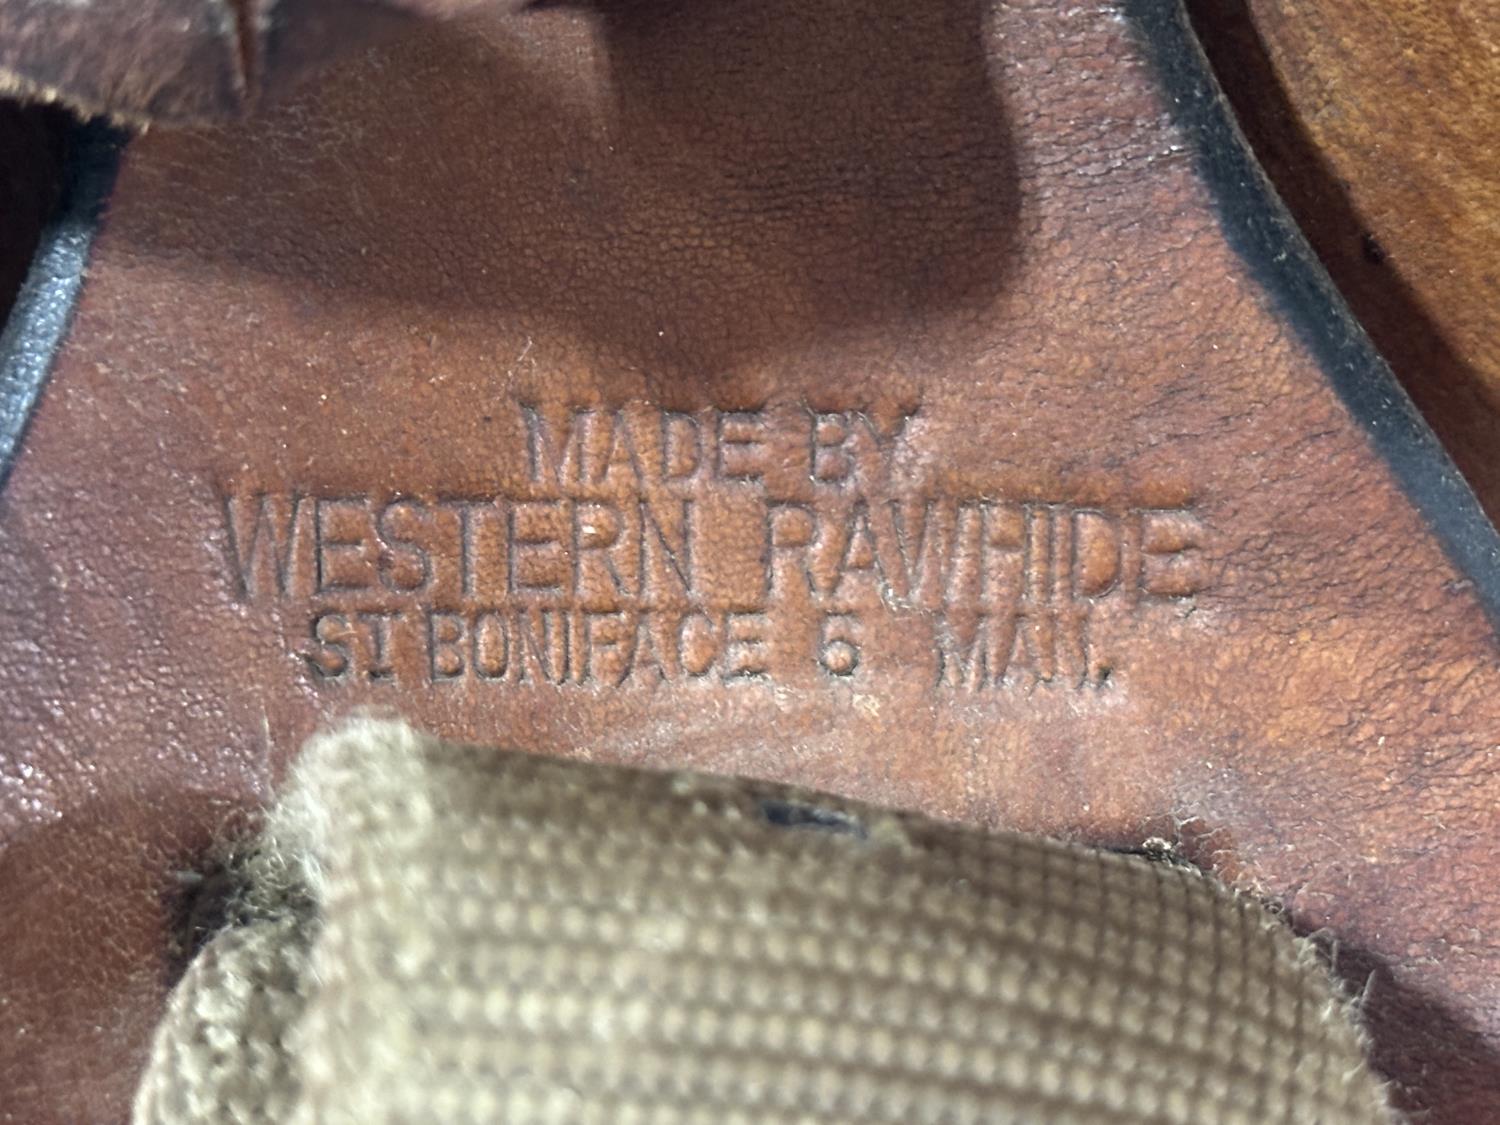 MADE BY
WESTERN RAWHIDE
ST BONIFACE 6 MAN.